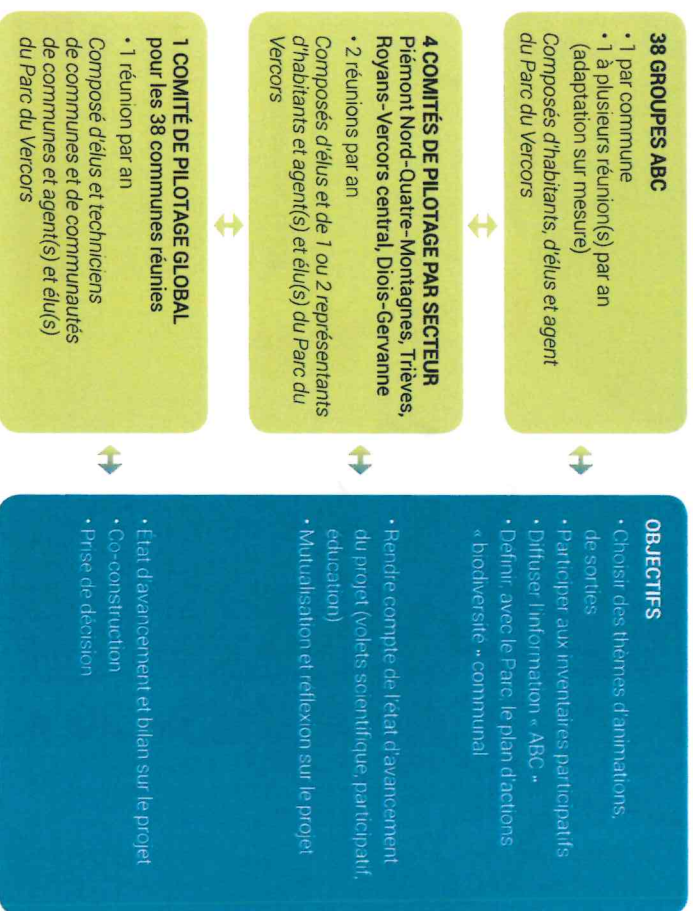 38 GROUPES ABC
• 1 par commune
• 1 à plusieurs réunion(s) par an
(adaptation sur mesure)
Composés d'habitants, d'élus et agent
du Parc du Vercors
4 COMITÉS DE PILOTAGE PAR SECTEUR
Piémont Nord-Quatre-Montagnes, Trièves,
Royans-Vercors central, Diois-Gervanne
• 2 réunions par an
Composés d'élus et de 1 ou 2 représentants
d'habitants et agent(s) et élu(s) du Parc du
Vercors
1 COMITÉ DE PILOTAGE GLOBAL
pour les 38 communes réunies
• 1 réunion par an
Composé d'élus et techniciens
de communes et de communautés
de communes et agent(s) et élu(s)
du Parc du Vercors
OBJECTIFS
• Choisir des thèmes d'animations,
de sorties
• Participer aux inventaires participatifs
• Diffuser l'information « ABC »
• Définir, avec le Parc, le plan d'actions
« biodiversité » communal
• Rendre compte de l'état d'avancement
du projet (volets scientifique, participatif,
éducation)
• Mutualisation et réflexion sur le projet
• État d'avancement et bilan sur le projet
• Co-construction
• Prise de décision